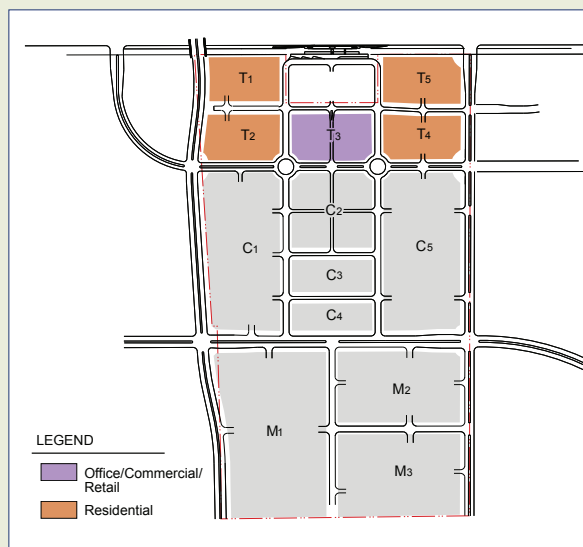 T1
T5
T2
T3
T4
C2
C1
C5
C3
C4
M2
M1
M3
LEGEND
Office/Commercial/
Retail
Residential